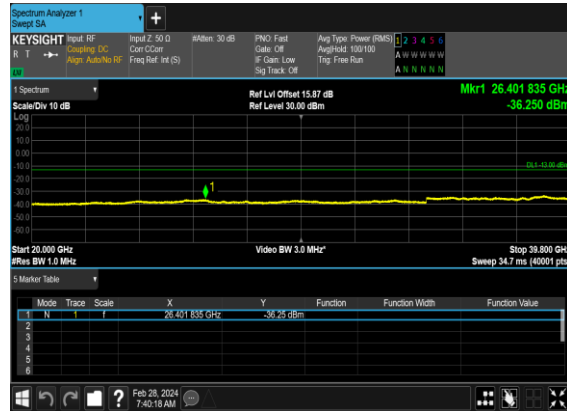 Spectrum Analyzer 1
Swept SA
+
KEYSIGHT Input: RF Input Z: 50 Ω #Atten: 30 dB PNO: Fast Avg Type: Power (RMS) 1 2 3 4 5 6
R T Coupling: DC Corr CCorr Gate: Off Avg|Hold: 100/100 A W W W W W
Align: Auto/No RF Freq Ref: Int (S) IF Gain: Low Trig: Free Run
Sig Track: Off A N N N N N
1 Spectrum Ref Lvl Offset 15.87 dB Mkr1 26.401 835 GHz
Scale/Div 10 dB Ref Level 30.00 dBm -36.250 dBm
Log
20.0
10.0
0.00
-10.0 DL1 -13.00 dBm
-20.0
-30.0 1
-40.0
-50.0
-60.0
Start 20.000 GHz Video BW 3.0 MHz* Stop 39.800 GHz
#Res BW 1.0 MHz Sweep 34.7 ms (40001 pts)
5 Marker Table
Mode Trace Scale X Y Function Function Width Function Value
1 N 1 f 26.401 835 GHz -36.25 dBm
2
3
4
5
6
? Feb 28, 2024
7:40:18 AM